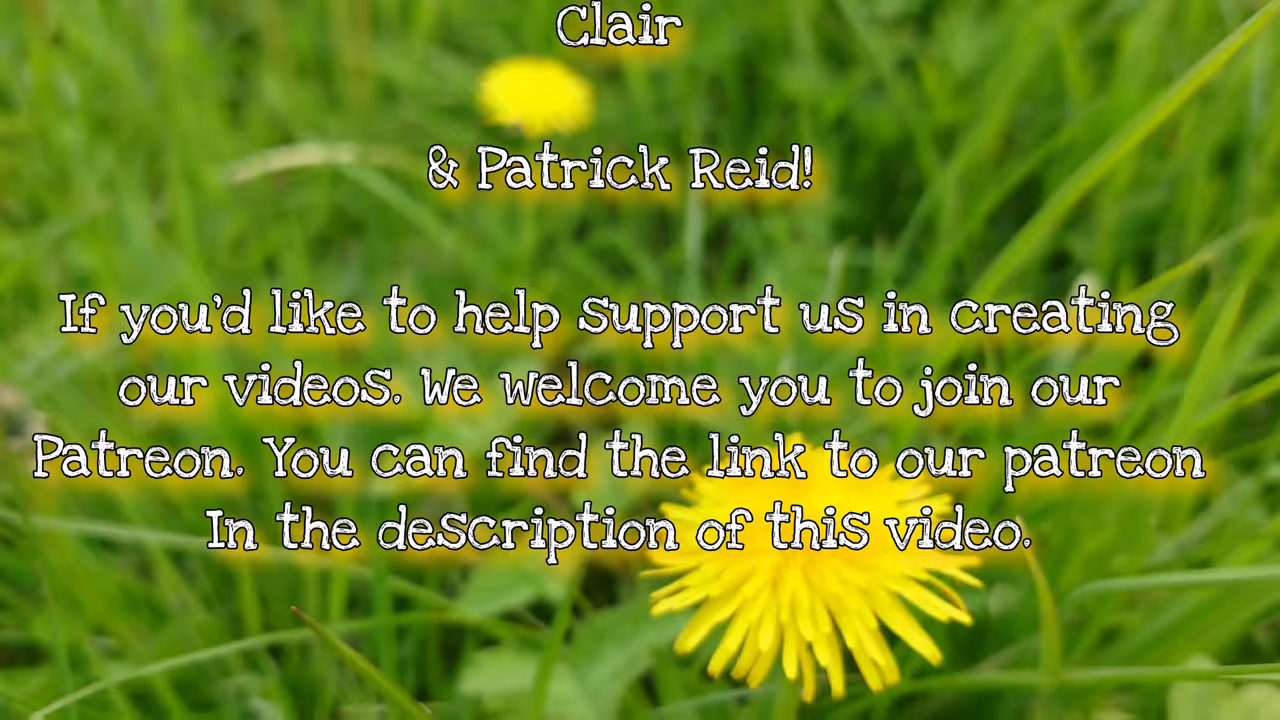 Clair
& Patrick Reid!
If you'd like to help support us in creating
our videos. We welcome you to join our
Patreon. You can find the link to our patreon
In the description of this video.